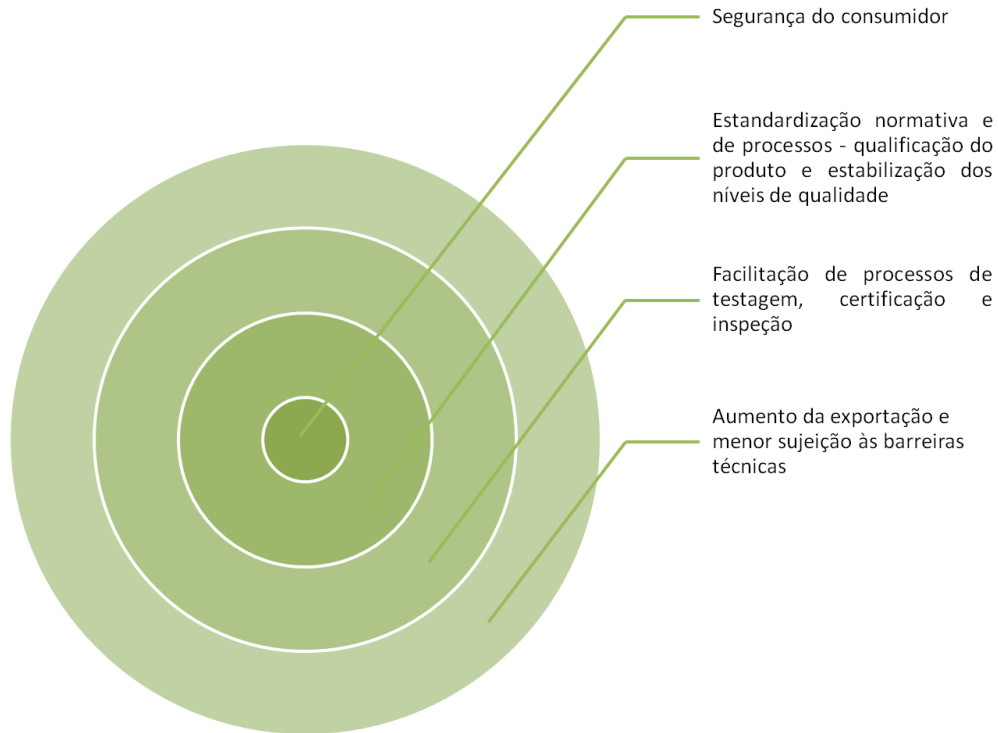 Segurança do consumidor
Estandardização normativa e
de processos - qualificação do
produto e estabilização dos
níveis de qualidade
Facilitação de processos de
testagem, certificação e
inspeção
Aumento da exportação e
menor sujeição às barreiras
técnicas